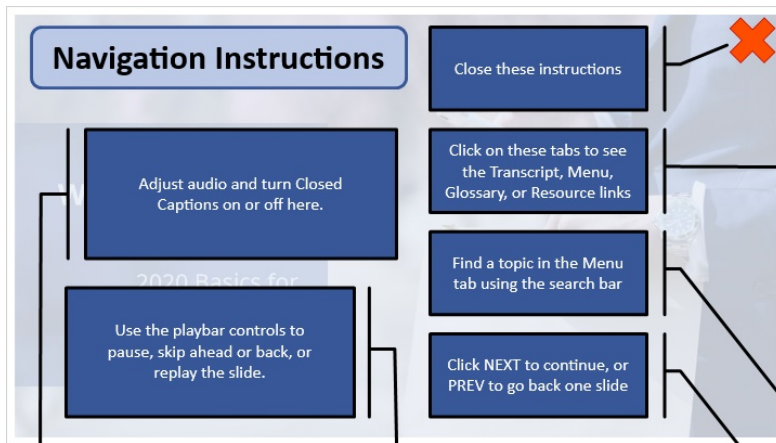 Navigation Instructions
Close these instructions
Adjust audio and turn Closed
Captions on or off here.
Click on these tabs to see
the Transcript, Menu,
Glossary, or Resource links
Find a topic in the Menu
tab using the search bar
2020 Basics for
Use the playbar controls to
pause, skip ahead or back, or
replay the slide.
Click NEXT to continue, or
PREV to go back one slide